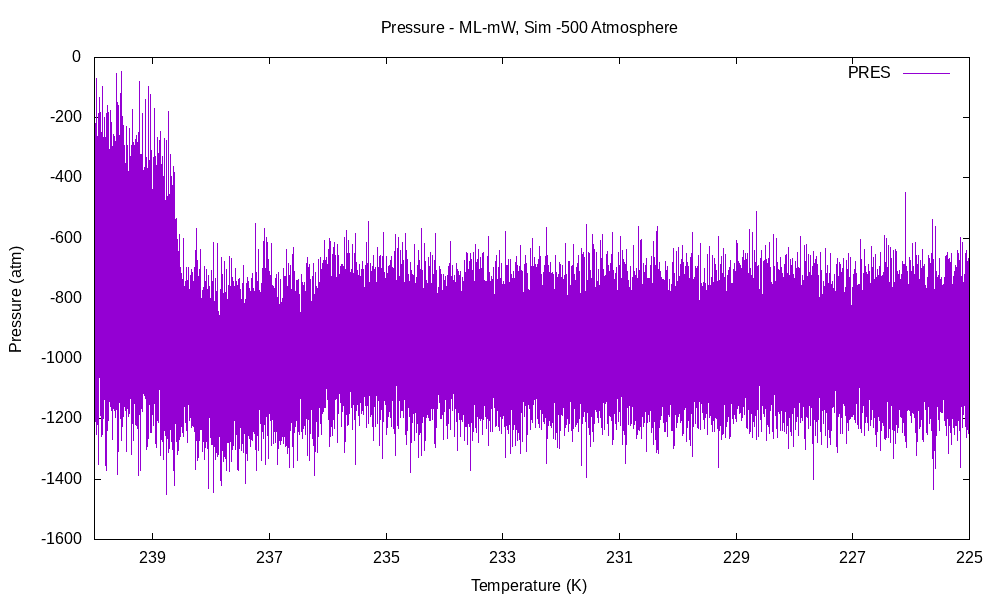 Pressure - ML-mW, Sim -500 Atmosphere
PRES
0
-200
-400
-600
-800
-1000
-1200
-1400
-1600
Pressure (atm)
239 237 235 233 231 229 227 225
Temperature (K)